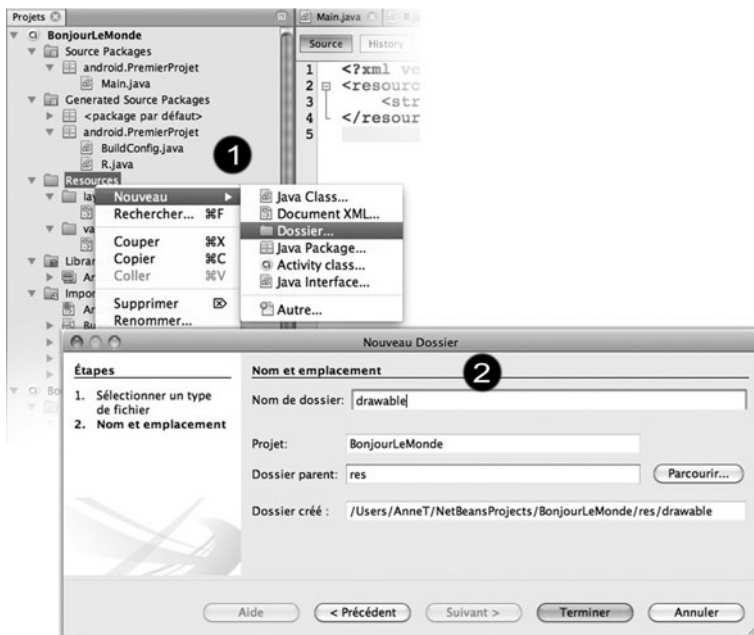 Projets
BonjourLeMonde
Source Packages
android.PremierProjet
Main.java
Generated Source Packages
<package par défaut>
android.PremierProjet
BuildConfig.java
R.java
Resources
Main.java
Source History
1 <?xml
2 <resourc
3 <str
4 </resour
5
1
Nouveau
Rechercher... ⌘F
Couper ⌘X
Copier ⌘C
Coller ⌘V
Supprimer
Renommer...
Java Class...
Document XML...
Dossier...
Java Package...
Activity class...
Java Interface...
Autre...
Nouveau Dossier
Étapes
1. Sélectionner un type
de fichier
2. Nom et emplacement
Nom et emplacement
2
Nom de dossier: drawable
Projet: BonjourLeMonde
Dossier parent: res
Parcourir...
Dossier créé : /Users/AnneT/NetBeansProjects/BonjourLeMonde/res/drawable
Aide
< Précédent
Suivant >
Terminer
Annuler